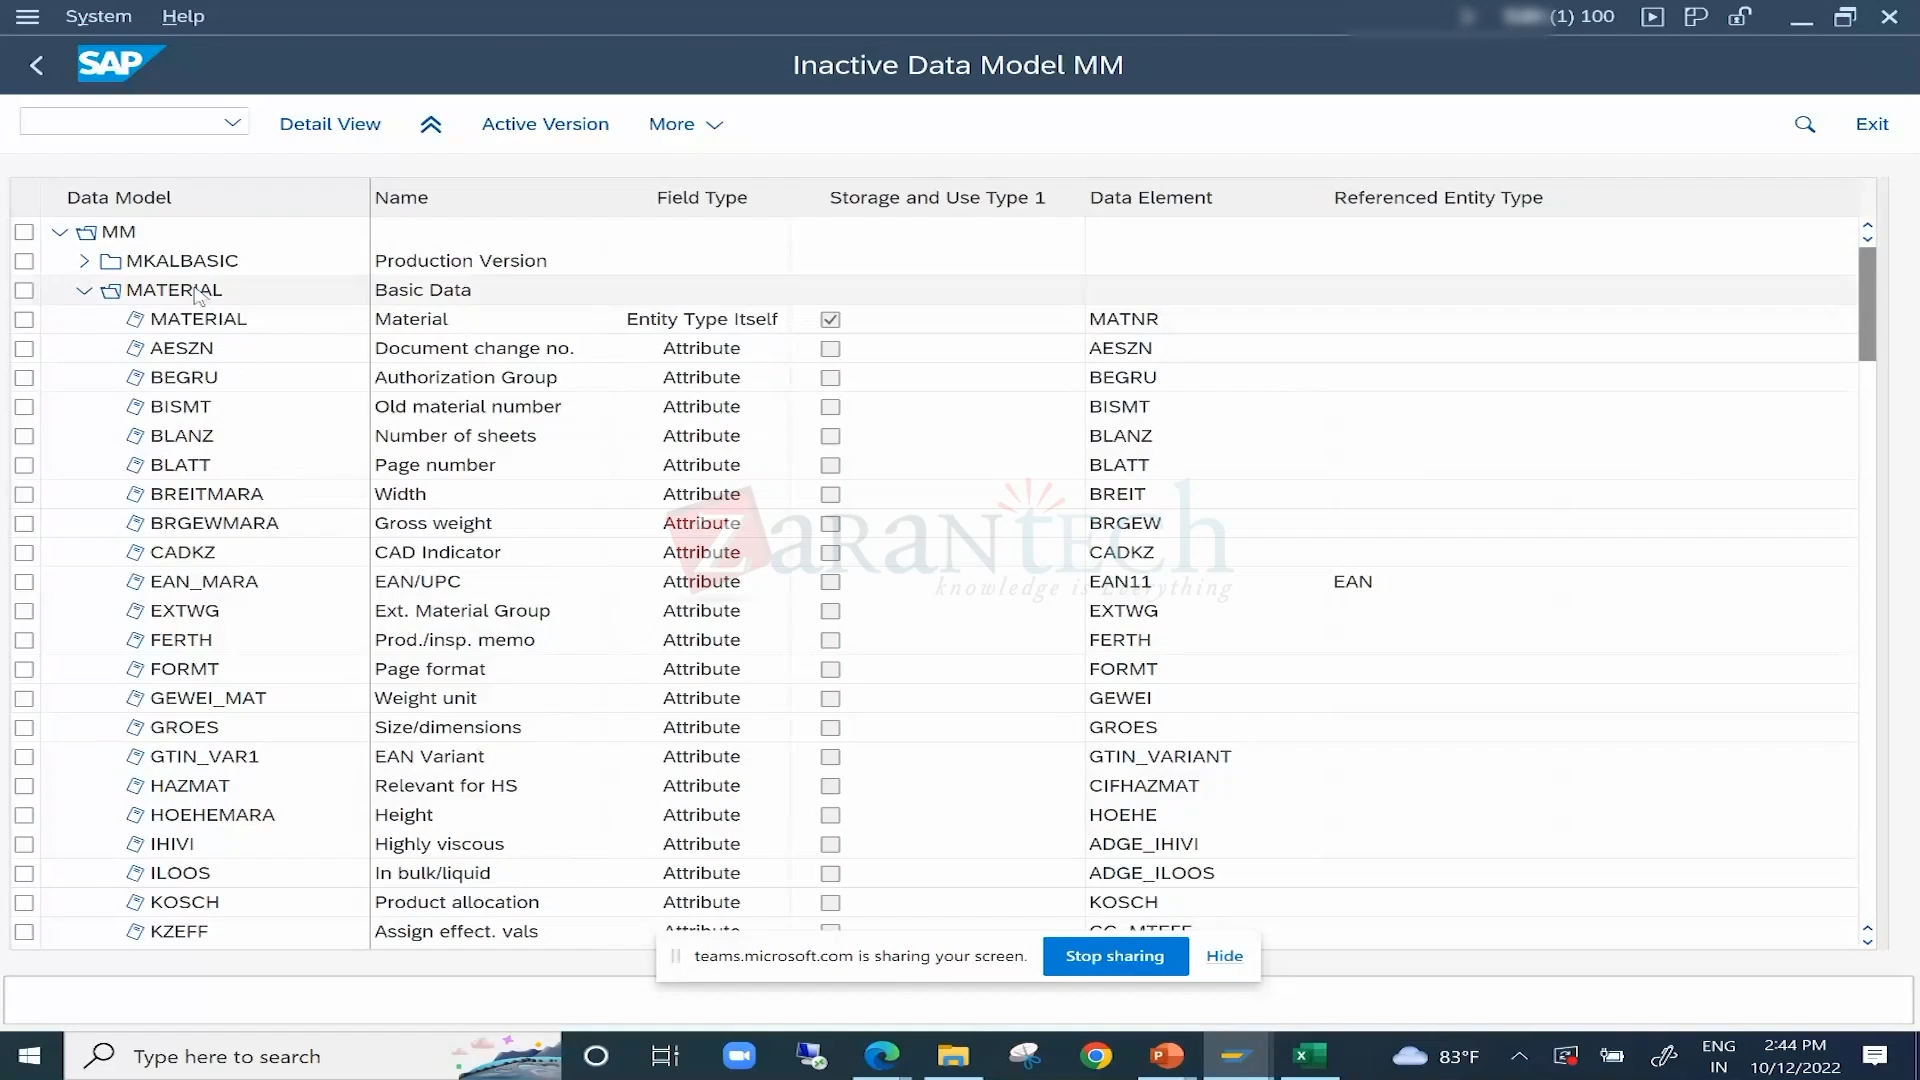 System Help (1) 100
SAP Inactive Data Model MM
Detail View Active Version More Exit
Data Model Name Field Type Storage and Use Type 1 Data Element Referenced Entity Type
MM
MKALBASIC Production Version
MATERIAL Basic Data
MATERIAL Material Entity Type Itself MATNR
AESZN Document change no. Attribute AESZN
BEGRU Authorization Group Attribute BEGRU
BISMT Old material number Attribute BISMT
BLANZ Number of sheets Attribute BLANZ
BLATT Page number Attribute BLATT
BREITMARA Width Attribute BREIT
BRGEWMARA Gross weight Attribute BRGEW
CADKZ CAD Indicator Attribute CADKZ
EAN_MARA EAN/UPC Attribute EAN11 EAN
EXTWG Ext. Material Group Attribute EXTWG
FERTH Prod./insp. memo Attribute FERTH
FORMT Page format Attribute FORMT
GEWEI_MAT Weight unit Attribute GEWEI
GROES Size/dimensions Attribute GROES
GTIN_VAR1 EAN Variant Attribute GTIN_VARIANT
HAZMAT Relevant for HS Attribute CIFHAZMAT
HOEHEMARA Height Attribute HOEHE
IHIVI Highly viscous Attribute ADGE_IHIVI
ILOOS In bulk/liquid Attribute ADGE_ILOOS
KOSCH Product allocation Attribute KOSCH
KZEFF Assign effect. vals Attribute
ZaranTech
knowledge is Everything
teams.microsoft.com is sharing your screen. Stop sharing Hide
Type here to search 83°F ENG IN 2:44 PM 10/12/2022